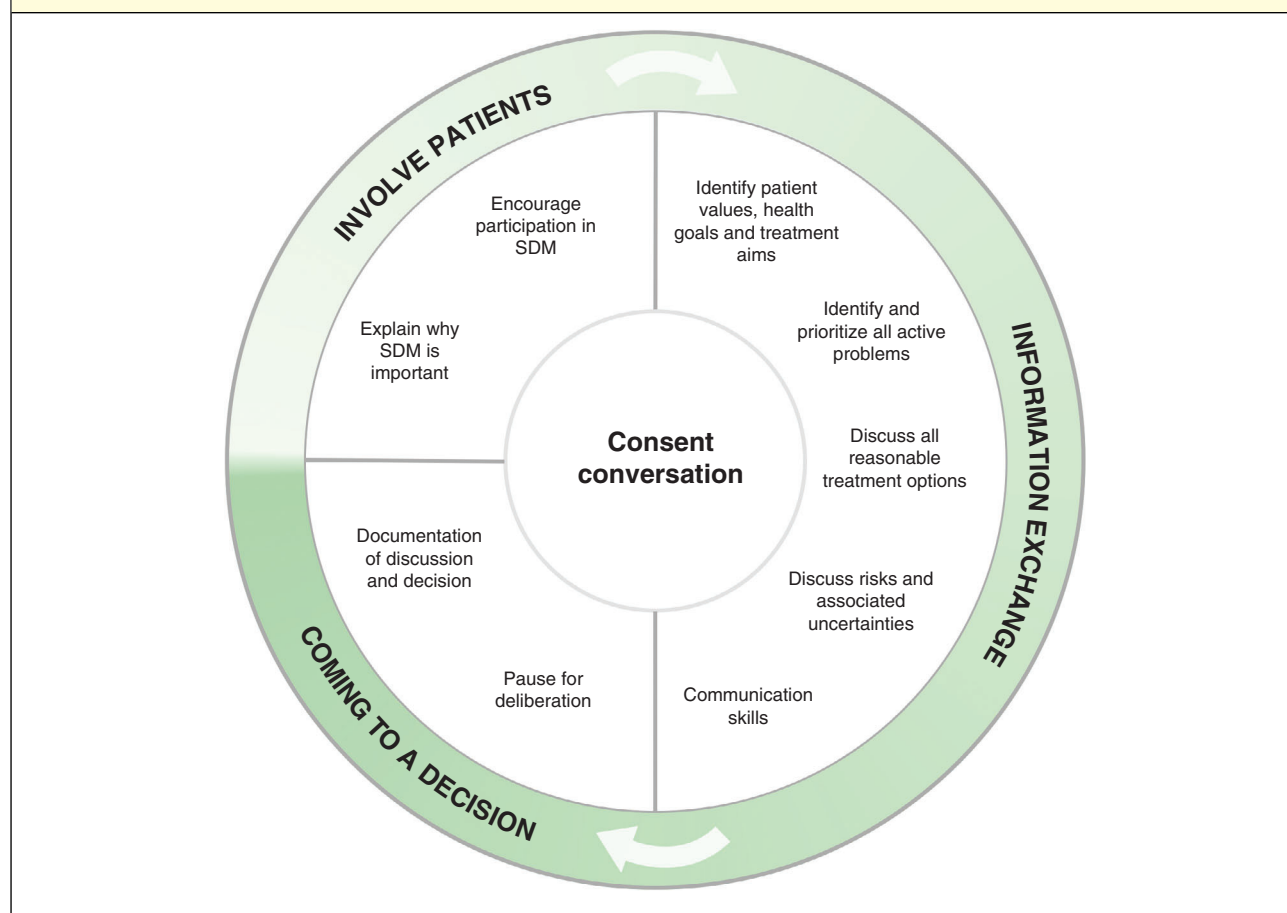 INVOLVE PATIENTS
Encourage
participation in
SDM
Explain why
SDM is
important
INFORMATION EXCHANGE
Identify patient
values, health
goals and treatment
aims
Identify and
prioritize all active
problems
Discuss all
reasonable
treatment options
Discuss risks and
associated
uncertainties
Communication
skills
Consent
conversation
COMING TO A DECISION
Pause for
deliberation
Documentation
of discussion
and decision